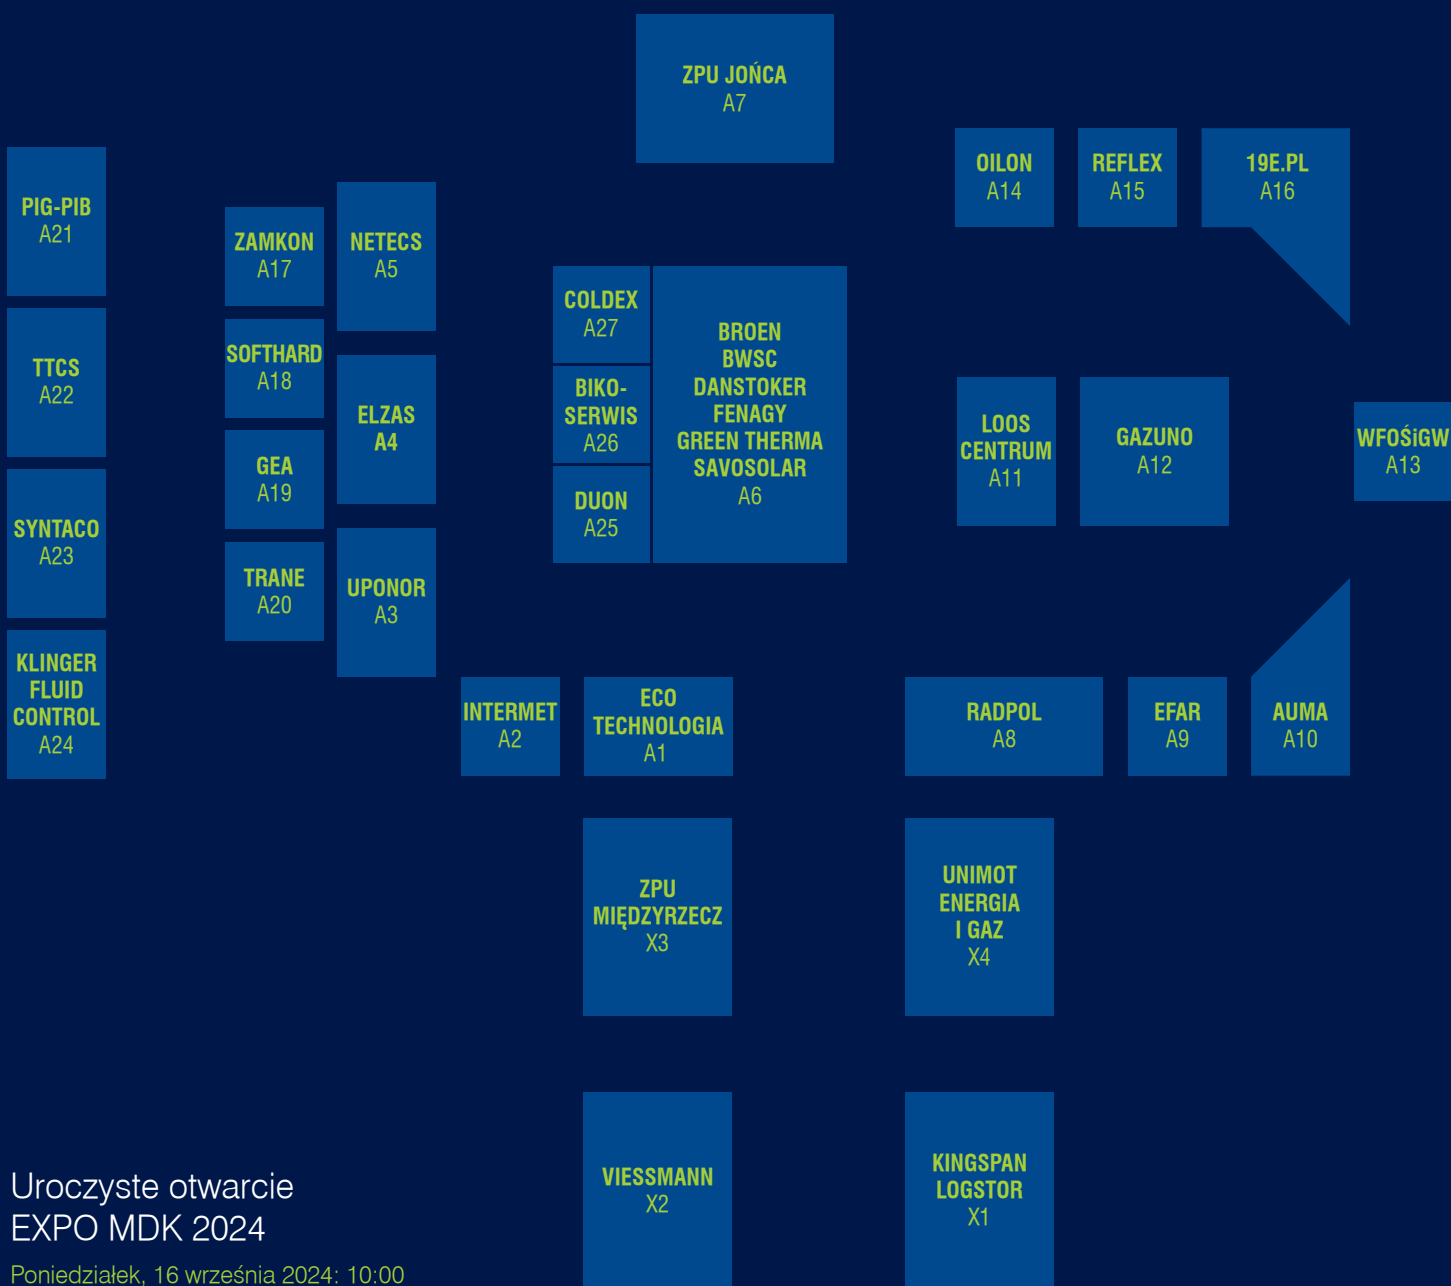 ZPU JOŃCA
A7
OILON
A14
REFLEX
A15
19E.PL
A16
PIG-PIB
A21
ZAMKON
A17
NETECS
A5
COLDEX
A27
BROEN
BWSC
DANSTOKER
FENAGY
GREEN THERMA
SAVOSOLAR
A6
TTCS
A22
SOFTHARD
A18
ELZAS
A4
BIKO-
SERWIS
A26
LOOS
CENTRUM
A11
GAZUNO
A12
WFOŚiGW
A13
GEA
A19
DUON
A25
SYNTACO
A23
TRANE
A20
UPONOR
A3
KLINGER
FLUID
CONTROL
A24
INTERMET
A2
ECO
TECHNOLOGIA
A1
RADPOL
A8
EFAR
A9
AUMA
A10
ZPU
MIĘDZYRZECZ
X3
UNIMOT
ENERGIA
I GAZ
X4
VIESSMANN
X2
KINGSPAN
LOGSTOR
X1
Uroczyste otwarcie
EXPO MDK 2024
Poniedziałek, 16 września 2024: 10:00